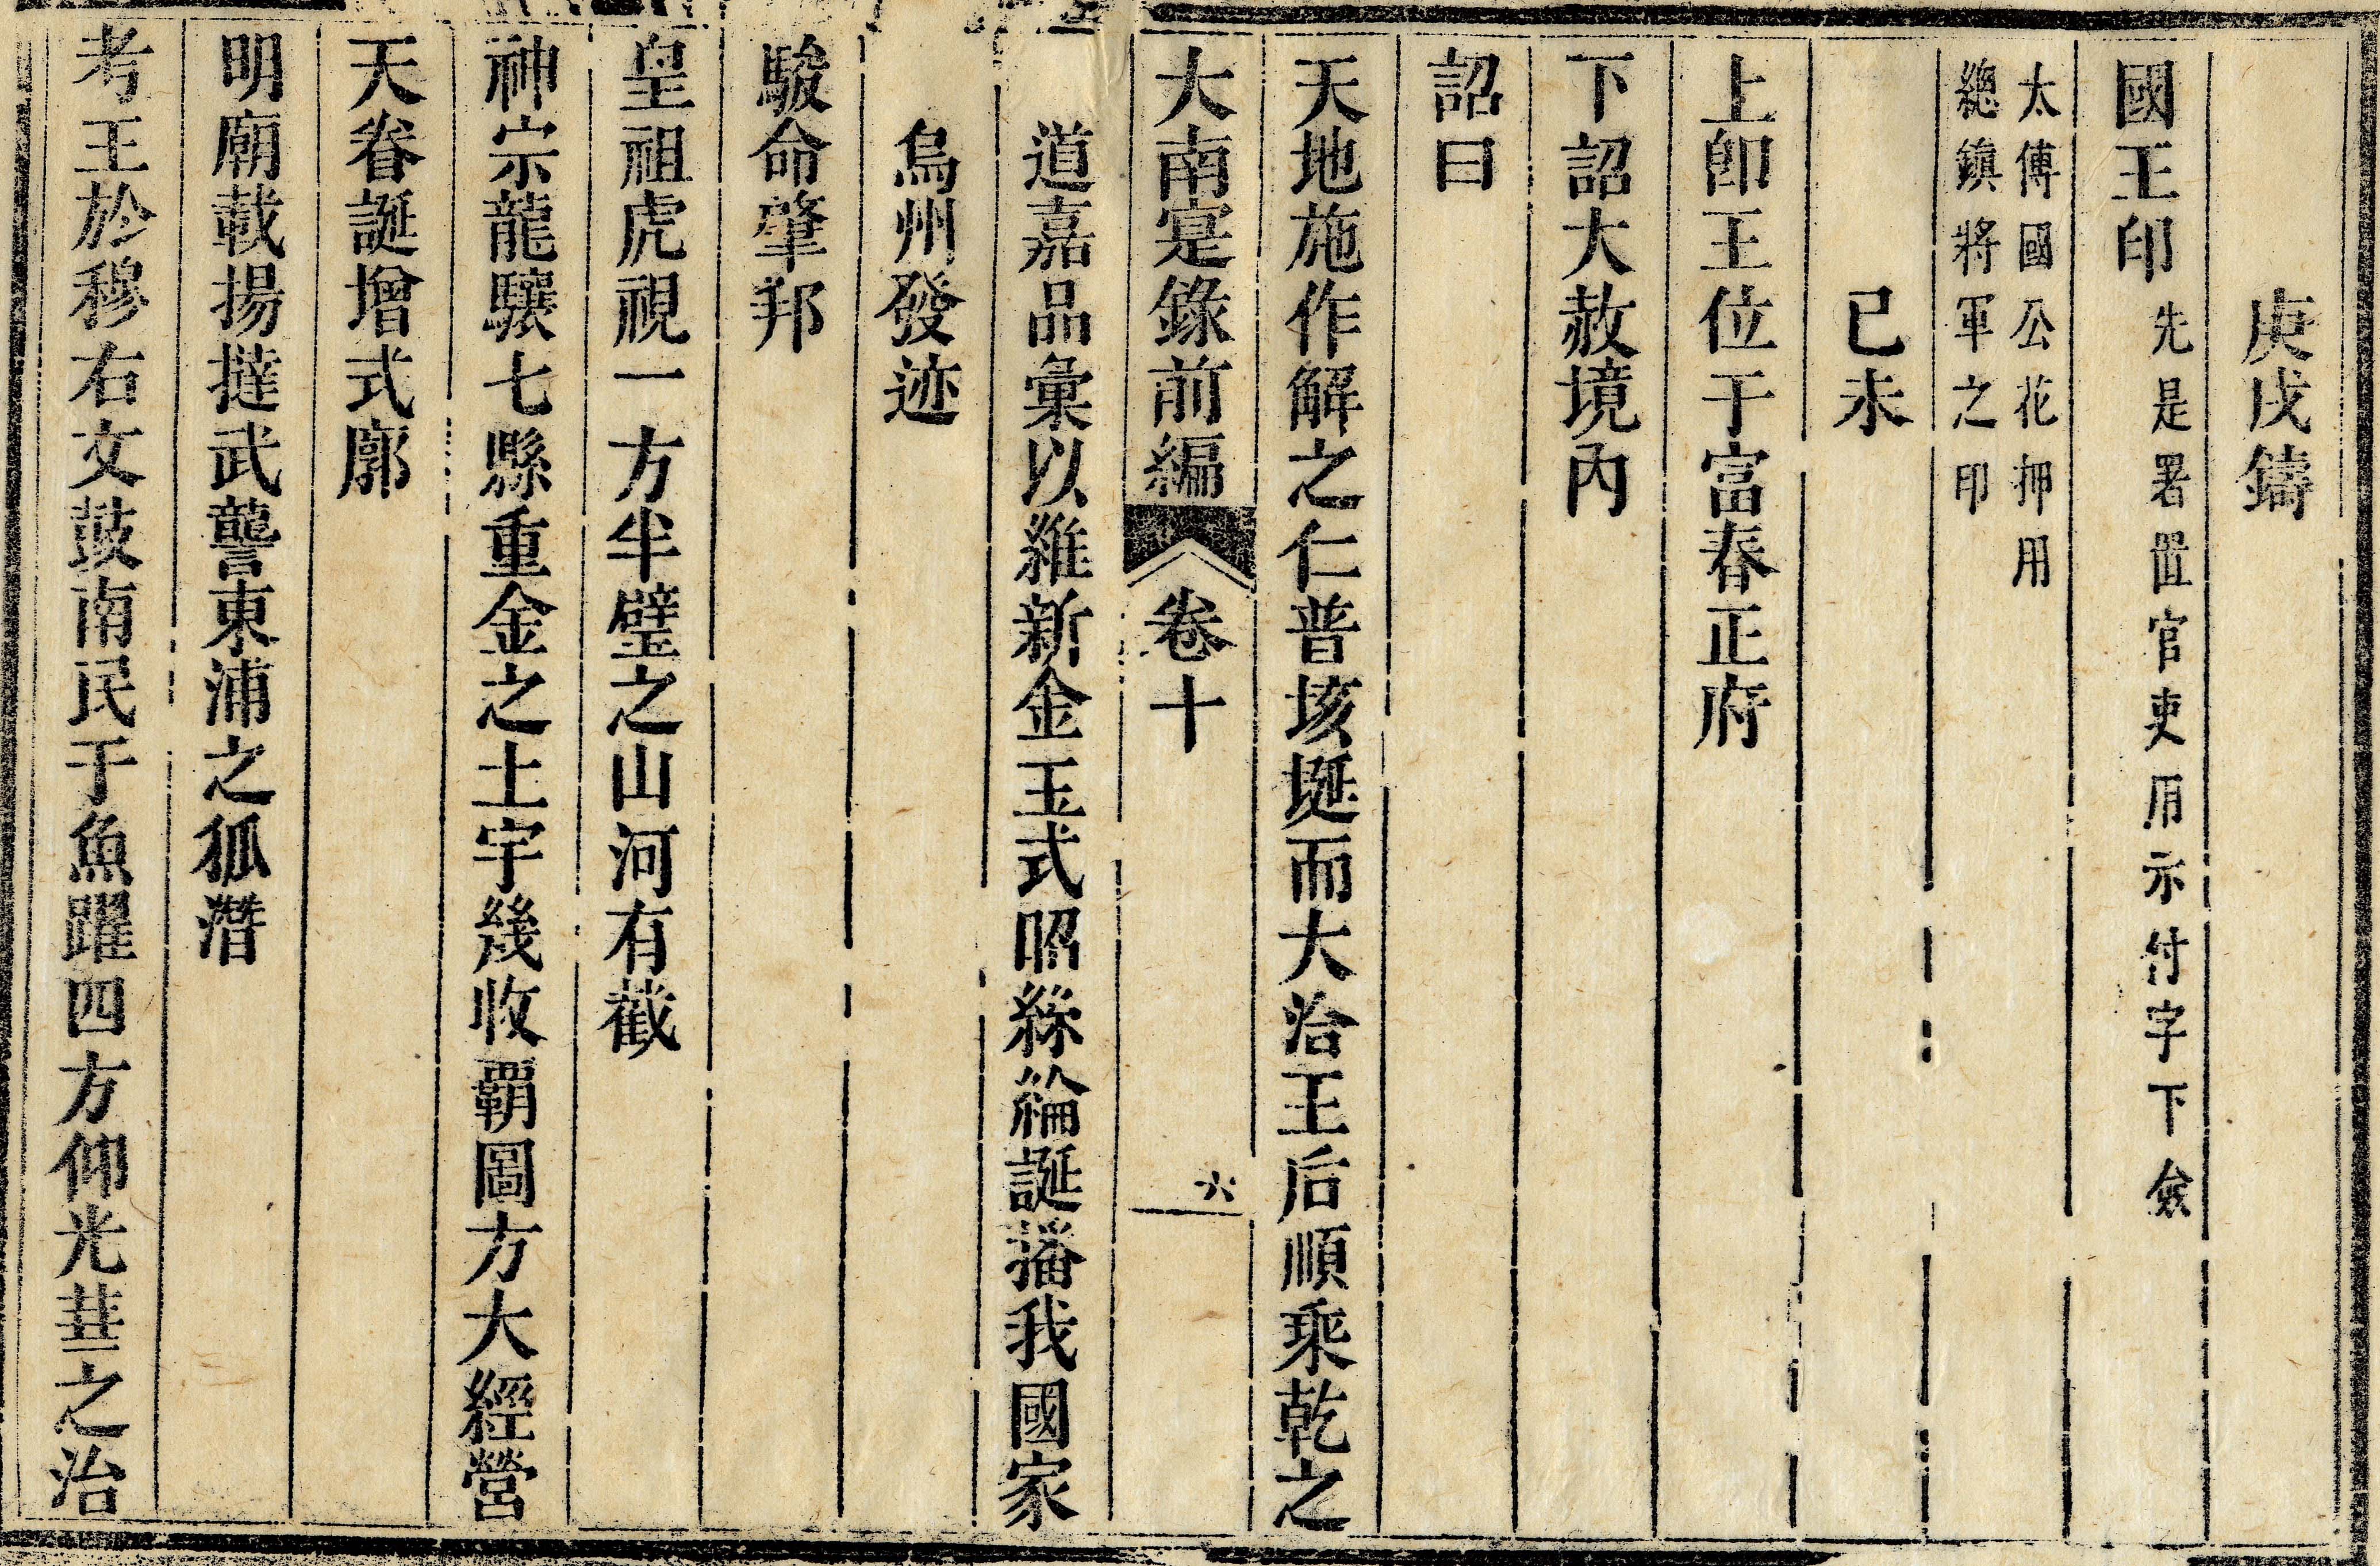 庚戌鑄
國王印先是署置官吏用示付字下僉
太傅國公花押用
總鎮將軍之印
已未
上卽王位于富春正府
下詔大赦境內
詔曰
天地施作解之仁普垓埏而大治王后順乘乾之
大南寔錄前編 卷十 六
道嘉品彙以維新金玉式昭絲綸誕播我國家
烏州發迹
駿命肇邦
皇祖虎視一方半璧之山河有截
神宗龍驤七縣重金之土宇幾收覇圖方大經營
天眷誕增式廓
明廟載揚撻武讋東浦之狐潛
考王於穆右文鼓南民于魚躍四方仰光華之治